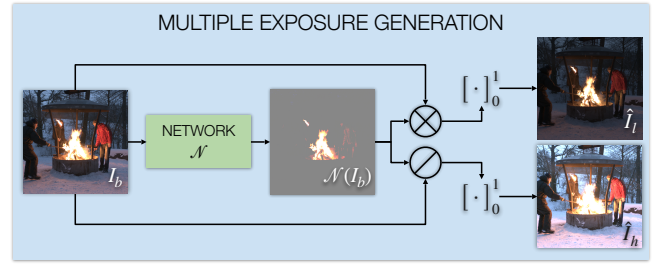 MULTIPLE EXPOSURE GENERATION
I_b
NETWORK
𝒩
𝒩(I_b)
[·]_0^1
Î_l
[·]_0^1
Î_h